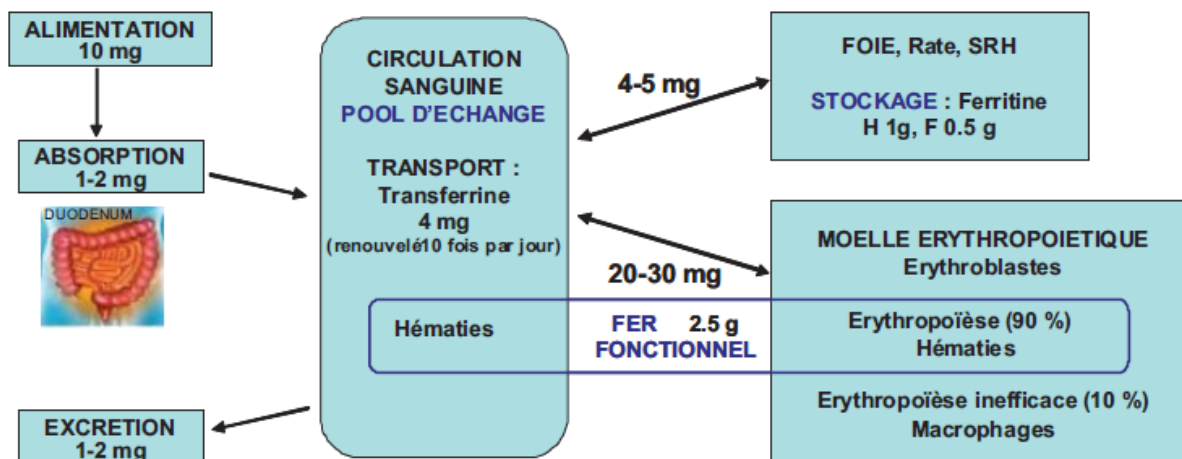 ALIMENTATION
10 mg
ABSORPTION
1-2 mg
DUODENUM
EXCRETION
1-2 mg
CIRCULATION
SANGUINE
POOL D'ECHANGE
TRANSPORT :
Transferrine
4 mg
(renouvelé10 fois par jour)
Hématies
4-5 mg
20-30 mg
FER 2.5 g
FONCTIONNEL
FOIE, Rate, SRH
STOCKAGE : Ferritine
H 1g, F 0.5 g
MOELLE ERYTHROPOIETIQUE
Erythroblastes
Erythropoïèse (90 %)
Hématies
Erythropoïèse inefficace (10 %)
Macrophages